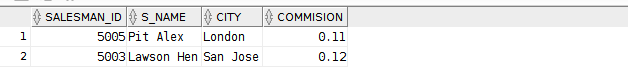 SALESMAN_ID S_NAME CITY COMMISION
1 5005 Pit Alex London 0.11
2 5003 Lawson Hen San Jose 0.12